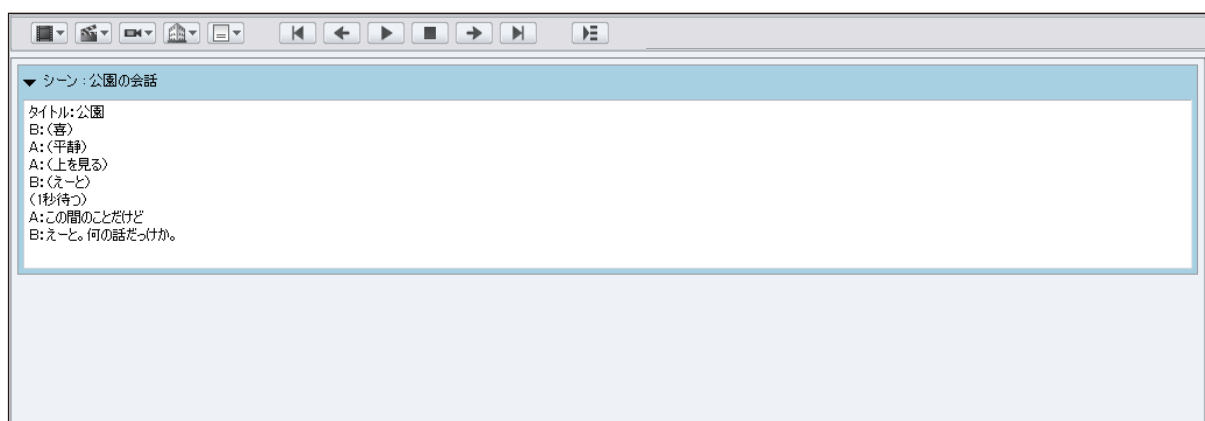 シーン：公園の会話
タイトル:公園
B:（喜）
A:（平静）
A:（上を見る）
B:（えーと）
（1秒待つ）
A:この間のことだけど
B:えーと。何の話だっけか。